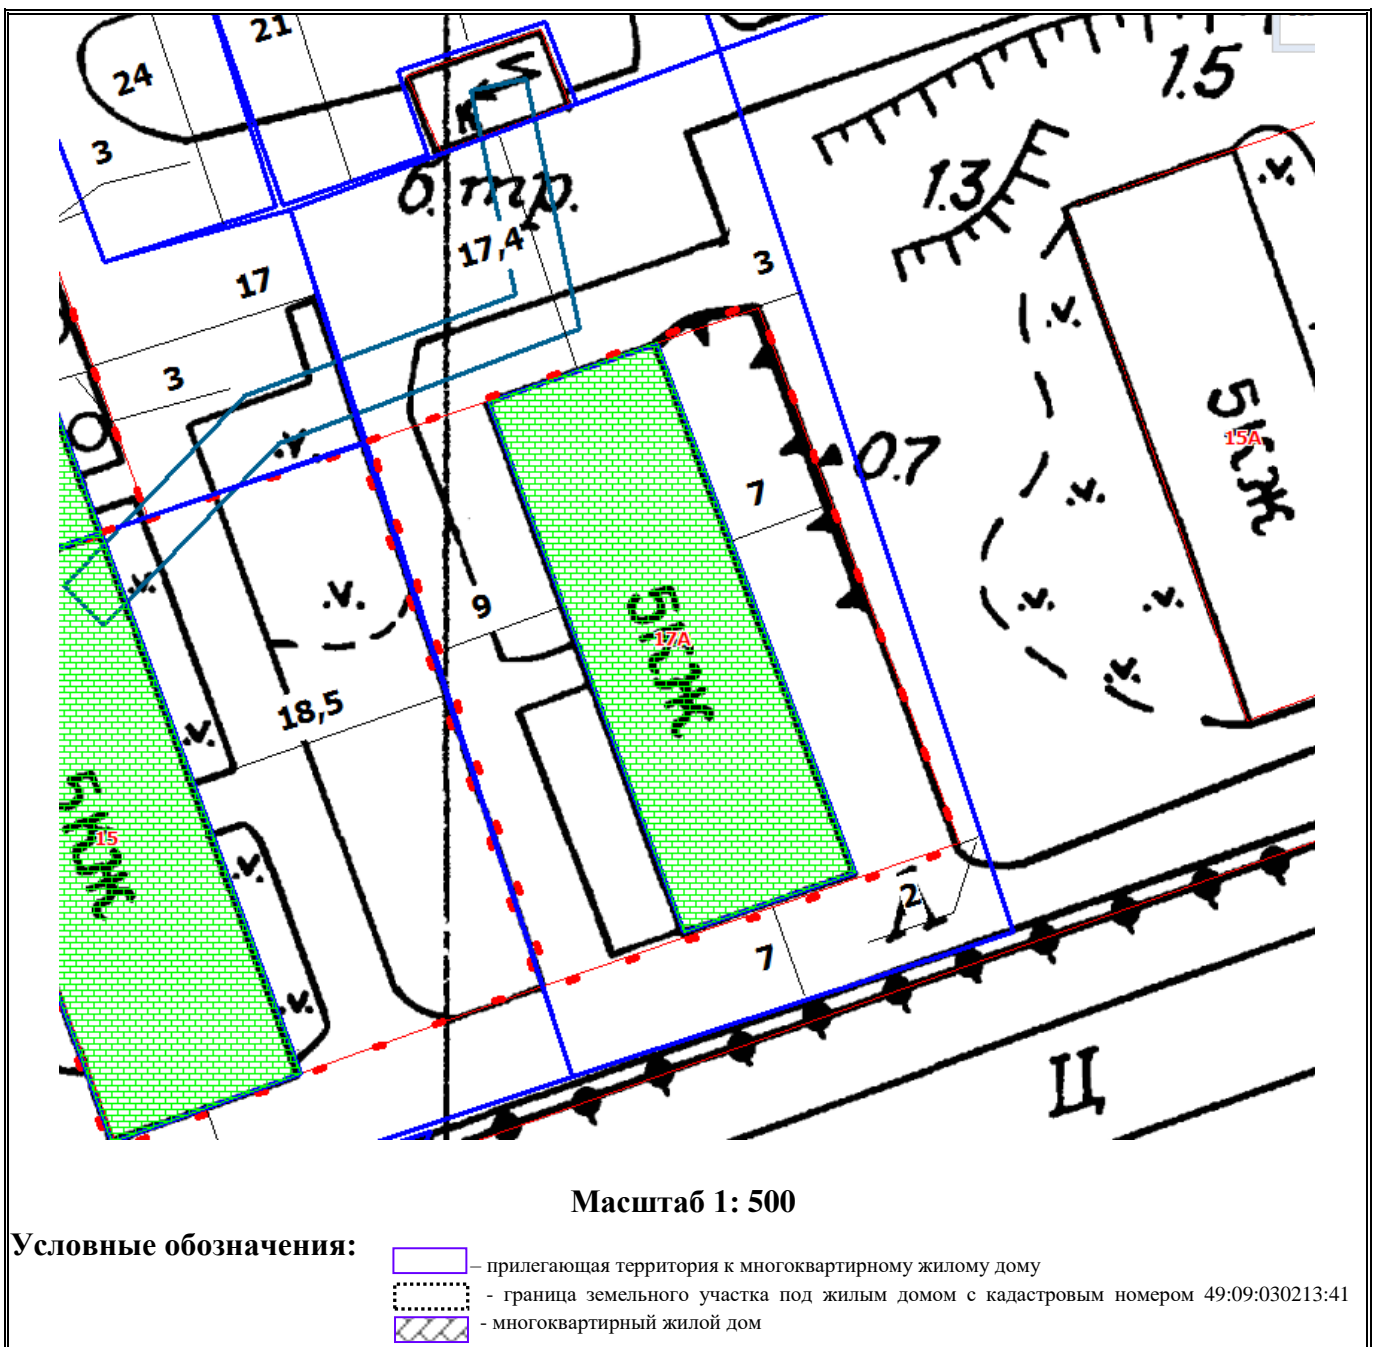 21
24
1.5
3
б. тр.
1.3
17,4
3
17
3
5КЖ
15А
0.7
7
9
5КЖ
17А
18,5
5КЖ
15
2
А
7
Ц
Масштаб 1: 500
Условные обозначения:
– прилегающая территория к многоквартирному жилому дому
- граница земельного участка под жилым домом с кадастровым номером 49:09:030213:41
- многоквартирный жилой дом